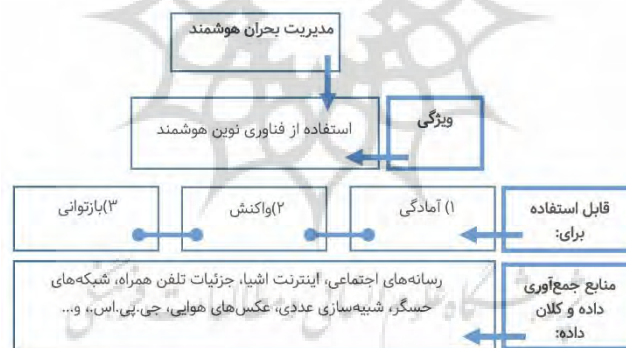 مدیریت بحران هوشمند
ویژگی
استفاده از فناوری نوین هوشمند
قابل استفاده
برای:
۱) آمادگی
۲)واکنش
۳)بازتوانی
منابع جمع‌آوری
داده و کلان
داده:
رسانه‌های اجتماعی، اینترنت اشیا، جزئیات تلفن همراه، شبکه‌های
حسگر، شبیه‌سازی عددی، عکس‌های هوایی، جی.پی.اس.، و...